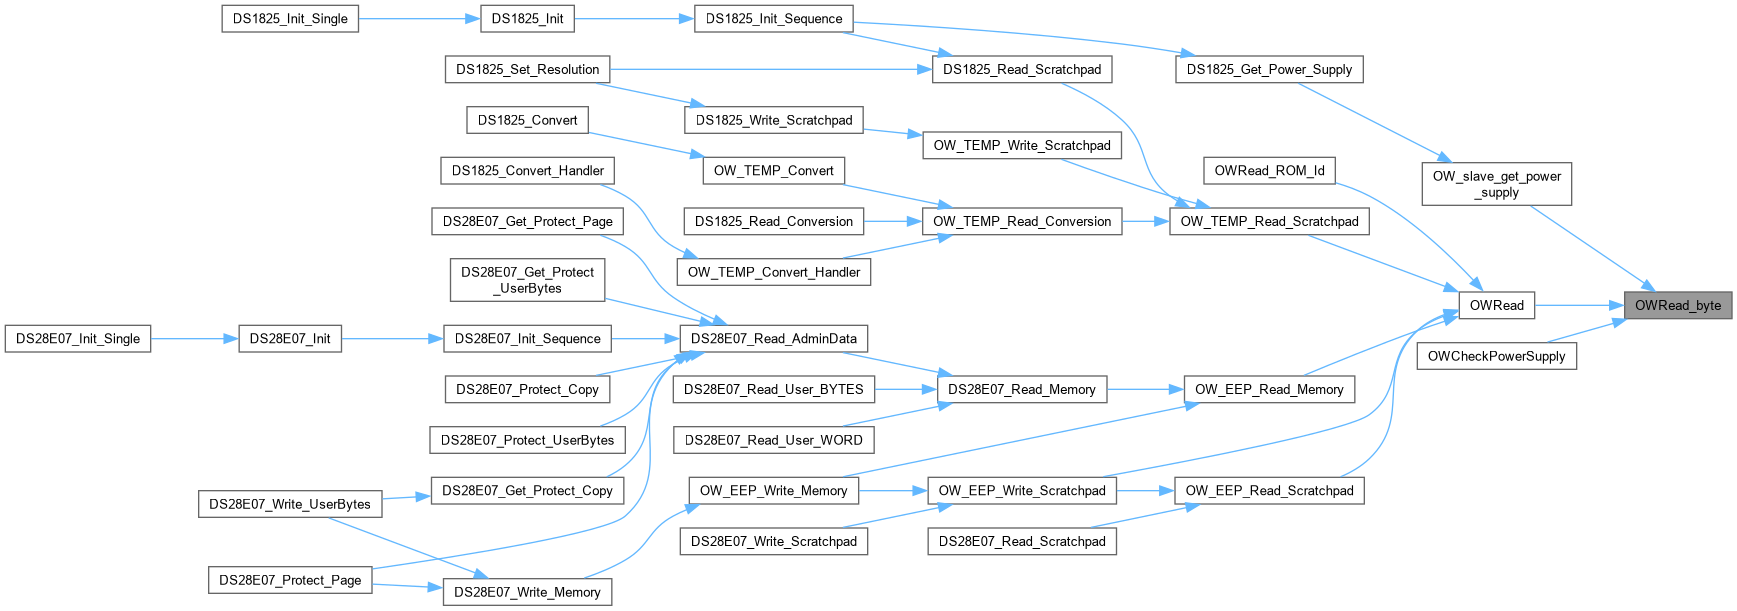 DS1825_Init_Single
DS1825_Init
DS1825_Init_Sequence
DS1825_Set_Resolution
DS1825_Read_Scratchpad
DS1825_Get_Power_Supply
DS1825_Convert
DS1825_Write_Scratchpad
OW_TEMP_Write_Scratchpad
DS1825_Convert_Handler
OW_TEMP_Convert
OWRead_ROM_Id
OW_slave_get_power
_supply
DS28E07_Get_Protect_Page
DS1825_Read_Conversion
OW_TEMP_Read_Conversion
OW_TEMP_Read_Scratchpad
DS28E07_Get_Protect
_UserBytes
OW_TEMP_Convert_Handler
OWRead
OWRead_byte
DS28E07_Init_Single
DS28E07_Init
DS28E07_Init_Sequence
DS28E07_Read_AdminData
OWCheckPowerSupply
DS28E07_Protect_Copy
DS28E07_Read_User_BYTES
DS28E07_Read_Memory
OW_EEP_Read_Memory
DS28E07_Protect_UserBytes
DS28E07_Read_User_WORD
DS28E07_Write_UserBytes
DS28E07_Get_Protect_Copy
OW_EEP_Write_Memory
OW_EEP_Write_Scratchpad
OW_EEP_Read_Scratchpad
DS28E07_Write_Scratchpad
DS28E07_Read_Scratchpad
DS28E07_Protect_Page
DS28E07_Write_Memory